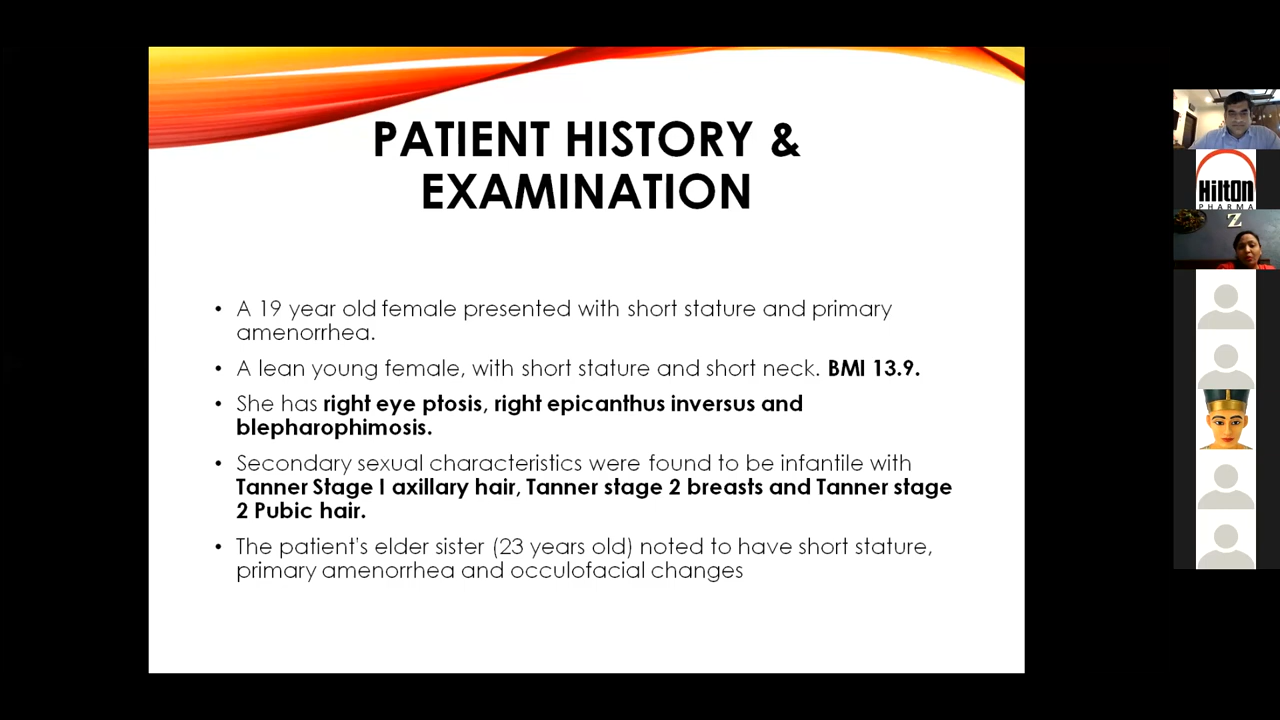 PATIENT HISTORY &
EXAMINATION
• A 19 year old female presented with short stature and primary
amenorrhea.
• A lean young female, with short stature and short neck. BMI 13.9.
• She has right eye ptosis, right epicanthus inversus and
blepharophimosis.
• Secondary sexual characteristics were found to be infantile with
Tanner Stage I axillary hair, Tanner stage 2 breasts and Tanner stage
2 Pubic hair.
• The patient's elder sister (23 years old) noted to have short stature,
primary amenorrhea and occulofacial changes
Hilton
PHARMA
Z